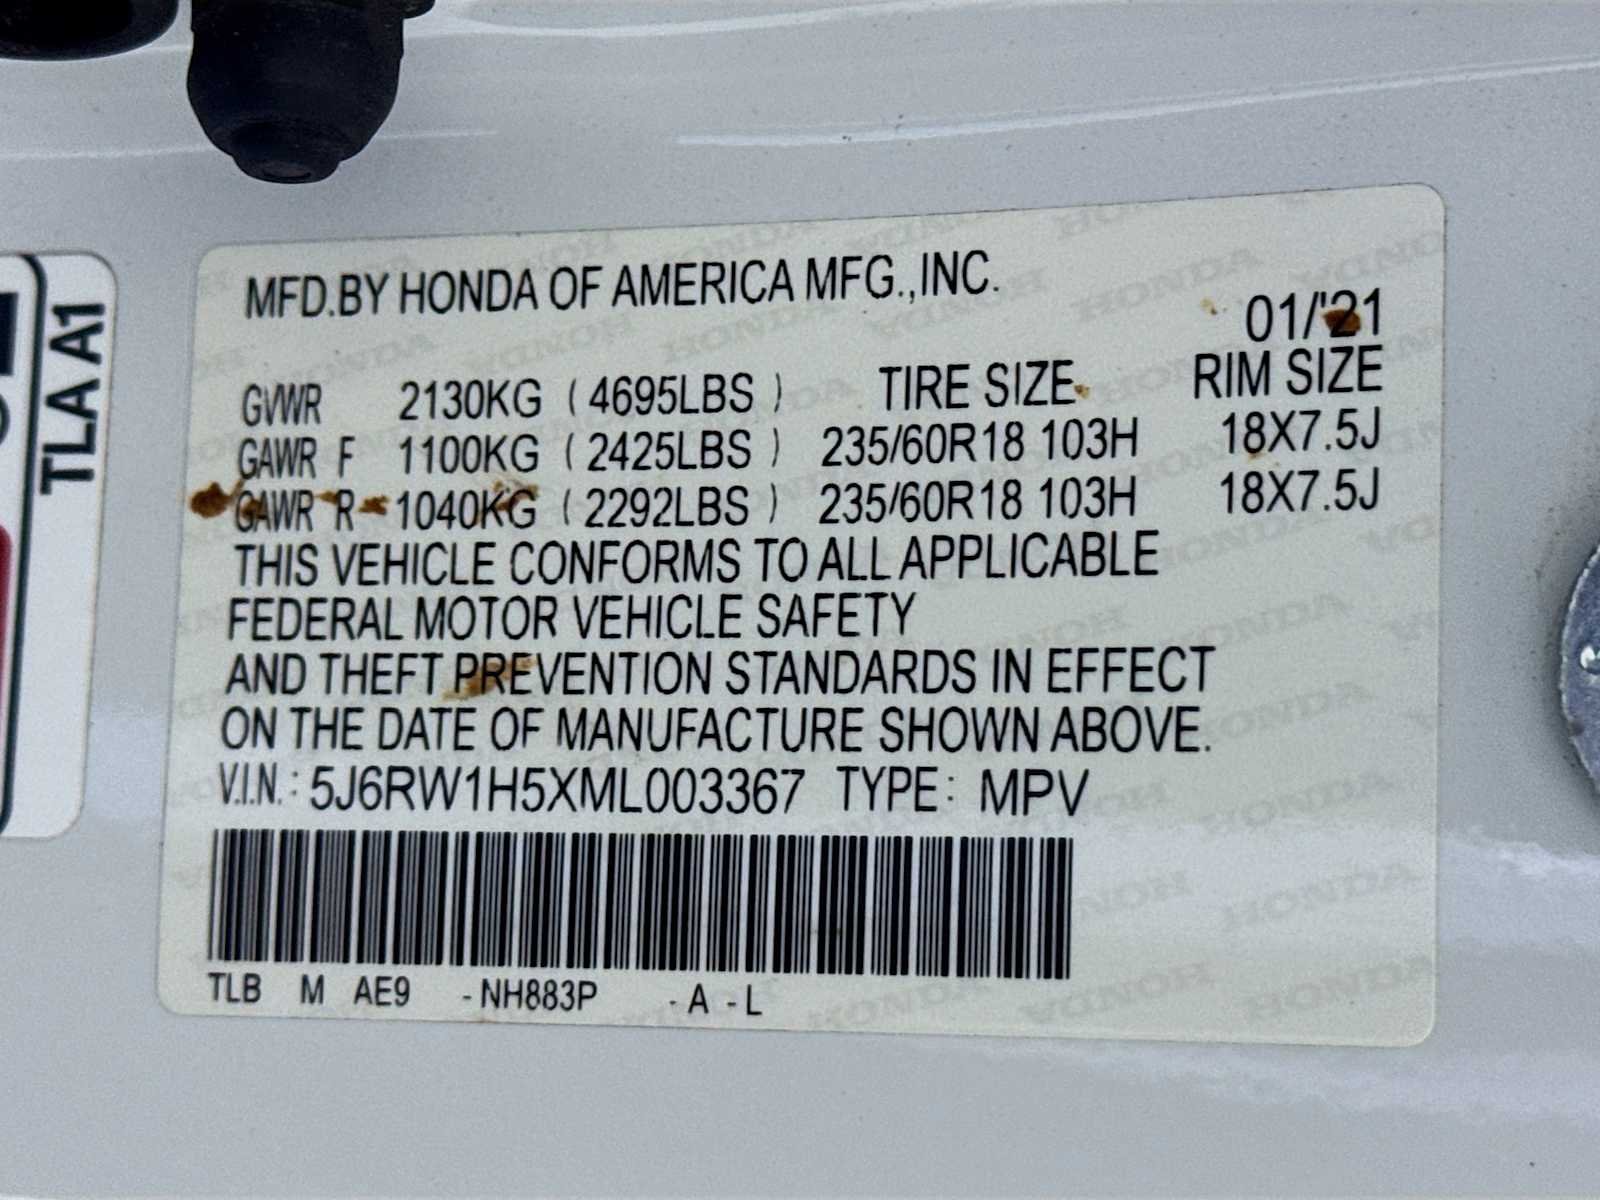 TLA A1
MFD.BY HONDA OF AMERICA MFG.,INC.
01/'21
GVWR 2130KG ( 4695LBS ) TIRE SIZE RIM SIZE
GAWR F 1100KG ( 2425LBS ) 235/60R18 103H 18X7.5J
GAWR R 1040KG ( 2292LBS ) 235/60R18 103H 18X7.5J
THIS VEHICLE CONFORMS TO ALL APPLICABLE
FEDERAL MOTOR VEHICLE SAFETY
AND THEFT PREVENTION STANDARDS IN EFFECT
ON THE DATE OF MANUFACTURE SHOWN ABOVE.
V.I.N.: 5J6RW1H5XML003367 TYPE: MPV
TLB M AE9 -NH883P -A -L